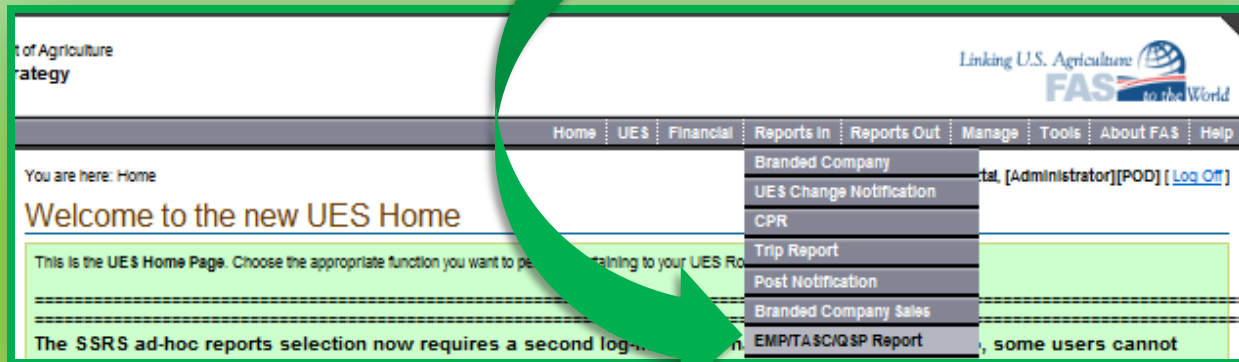 t of Agriculture
rategy
Linking U.S. Agriculture
FAS to the World
Home UES Financial Reports In Reports Out Manage Tools About FAS Help
You are here: Home
tal, [Administrator][POD] [ Log Off ]
Branded Company
UES Change Notification
CPR
Trip Report
Post Notification
Branded Company Sales
EMP/TASC/QSP Report
Welcome to the new UES Home
This is the UES Home Page. Choose the appropriate function you want to pe taining to your UES Ro
The SSRS ad-hoc reports selection now requires a second log- , some users cannot